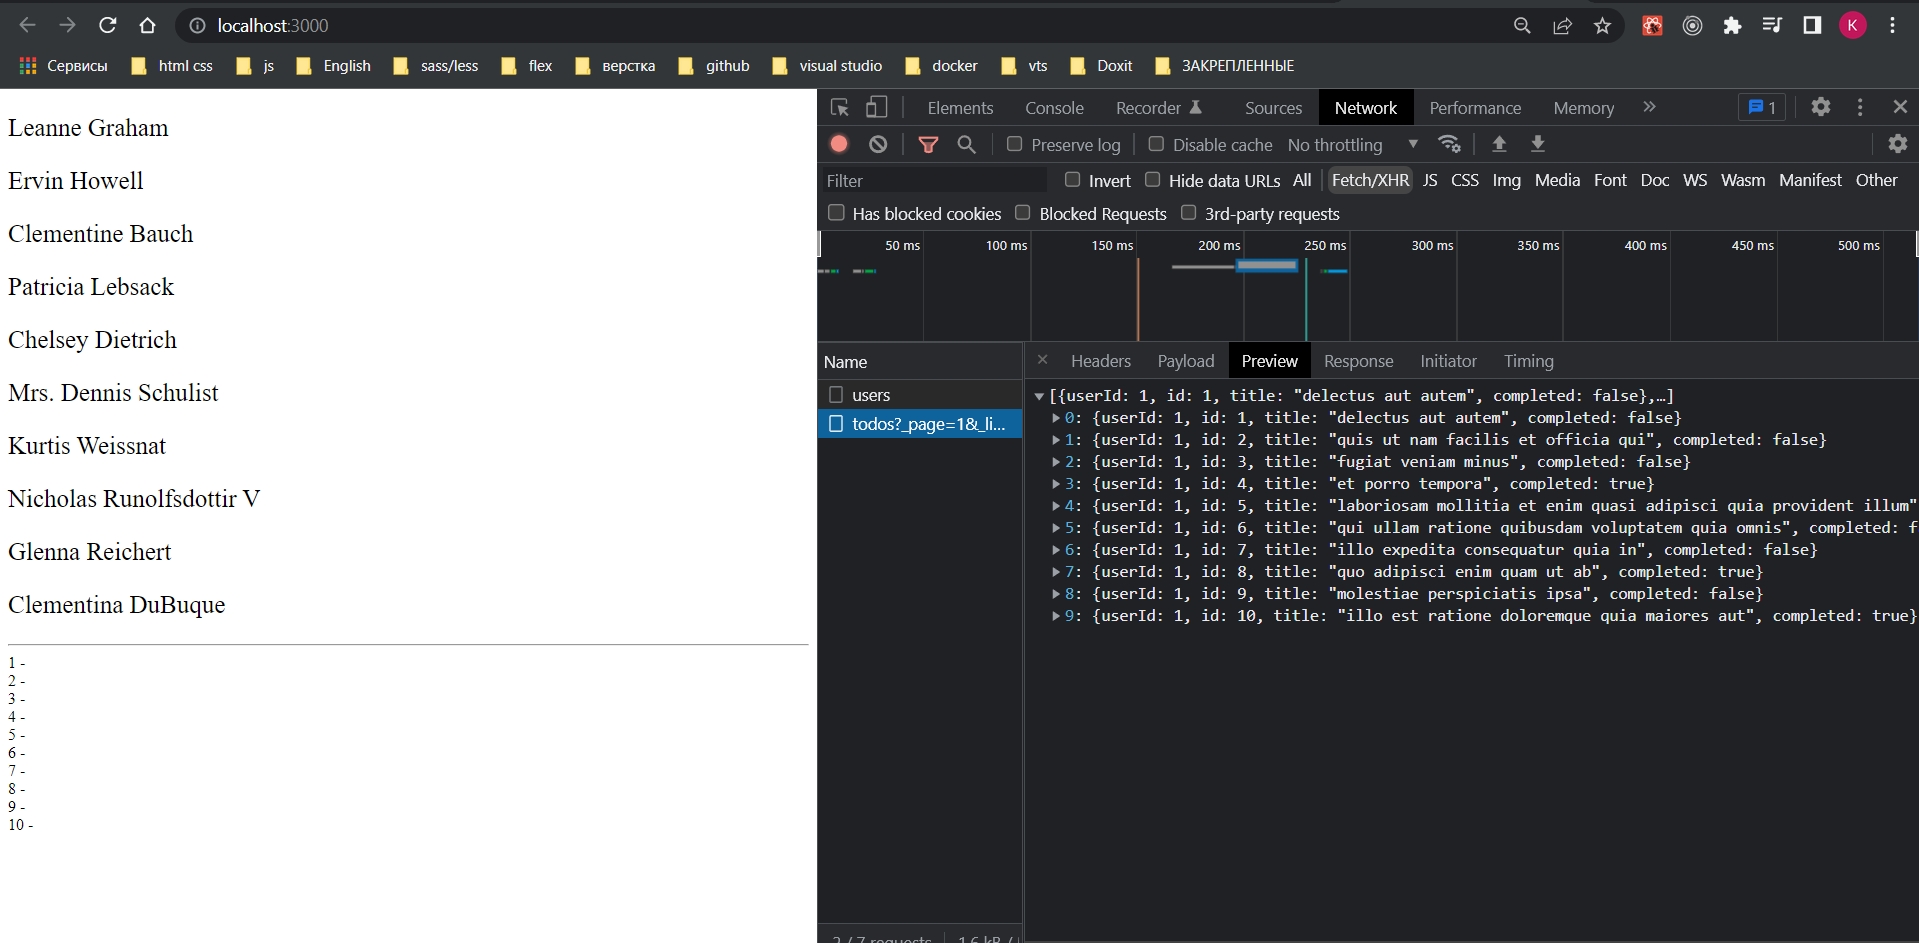 localhost:3000
K
Сервисы html css js English sass/less flex верстка github visual studio docker vts Doxit ЗАКРЕПЛЕННЫЕ
Leanne Graham
Ervin Howell
Clementine Bauch
Patricia Lebsack
Chelsey Dietrich
Mrs. Dennis Schulist
Kurtis Weissnat
Nicholas Runolfsdottir V
Glenna Reichert
Clementina DuBuque
1 -
2 -
3 -
4 -
5 -
6 -
7 -
8 -
9 -
10 -
Elements Console Recorder Sources Network Performance Memory 1
Preserve log Disable cache No throttling
Filter Invert Hide data URLs All Fetch/XHR JS CSS Img Media Font Doc WS Wasm Manifest Other
Has blocked cookies Blocked Requests 3rd-party requests
50 ms 100 ms 150 ms 200 ms 250 ms 300 ms 350 ms 400 ms 450 ms 500 ms
Name
users
todos?_page=1&_li...
Headers Payload Preview Response Initiator Timing
[{userId: 1, id: 1, title: "delectus aut autem", completed: false},…]
0: {userId: 1, id: 1, title: "delectus aut autem", completed: false}
1: {userId: 1, id: 2, title: "quis ut nam facilis et officia qui", completed: false}
2: {userId: 1, id: 3, title: "fugiat veniam minus", completed: false}
3: {userId: 1, id: 4, title: "et porro tempora", completed: true}
4: {userId: 1, id: 5, title: "laboriosam mollitia et enim quasi adipisci quia provident illum"
5: {userId: 1, id: 6, title: "qui ullam ratione quibusdam voluptatem quia omnis", completed: f
6: {userId: 1, id: 7, title: "illo expedita consequatur quia in", completed: false}
7: {userId: 1, id: 8, title: "quo adipisci enim quam ut ab", completed: true}
8: {userId: 1, id: 9, title: "molestiae perspiciatis ipsa", completed: false}
9: {userId: 1, id: 10, title: "illo est ratione doloremque quia maiores aut", completed: true}
2 / 7 requests 1.6 kB /